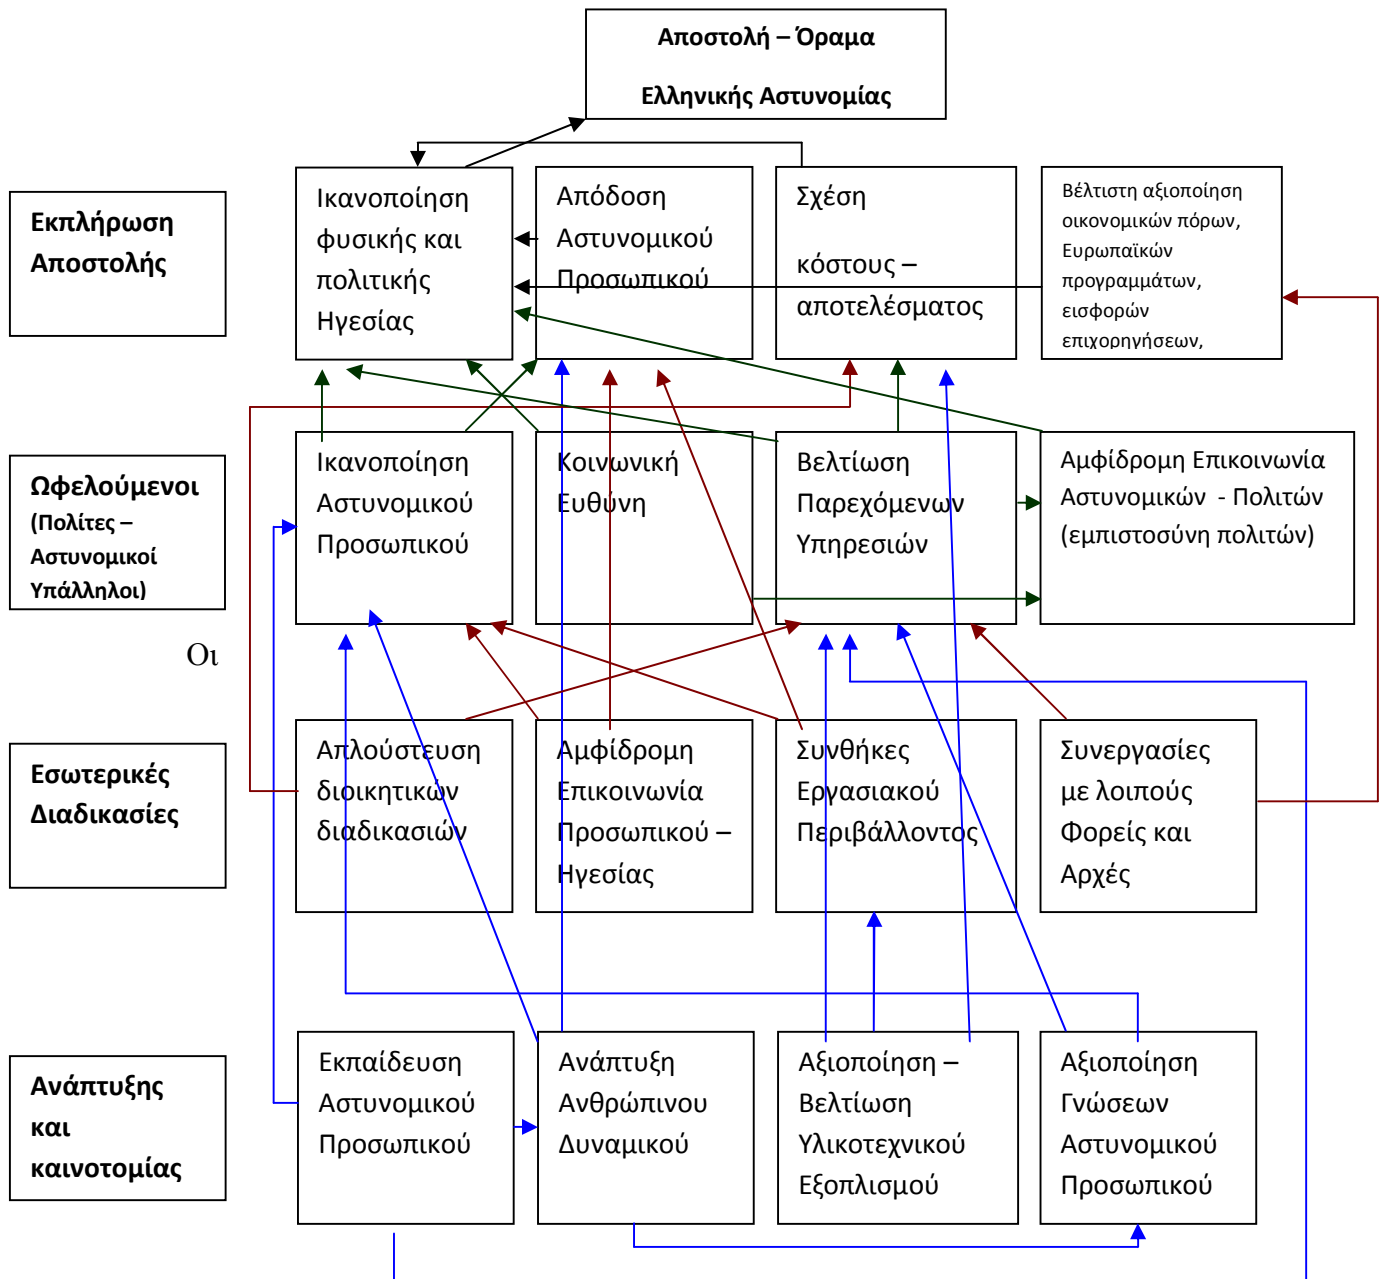 Αποστολή – Όραμα
Ελληνικής Αστυνομίας
Εκπλήρωση
Αποστολής
Ικανοποίηση
φυσικής και
πολιτικής
Ηγεσίας
Απόδοση
Αστυνομικού
Προσωπικού
Σχέση
κόστους –
αποτελέσματος
Βέλτιστη αξιοποίηση
οικονομικών πόρων,
Ευρωπαϊκών
προγραμμάτων,
εισφορών
επιχορηγήσεων,
Ωφελούμενοι
(Πολίτες –
Αστυνομικοί
Υπάλληλοι)
Ικανοποίηση
Αστυνομικού
Προσωπικού
Κοινωνική
Ευθύνη
Βελτίωση
Παρεχόμενων
Υπηρεσιών
Αμφίδρομη Επικοινωνία
Αστυνομικών - Πολιτών
(εμπιστοσύνη πολιτών)
Οι
Εσωτερικές
Διαδικασίες
Απλούστευση
διοικητικών
διαδικασιών
Αμφίδρομη
Επικοινωνία
Προσωπικού –
Ηγεσίας
Συνθήκες
Εργασιακού
Περιβάλλοντος
Συνεργασίες
με λοιπούς
Φορείς και
Αρχές
Ανάπτυξης
και
καινοτομίας
Εκπαίδευση
Αστυνομικού
Προσωπικού
Ανάπτυξη
Ανθρώπινου
Δυναμικού
Αξιοποίηση –
Βελτίωση
Υλικοτεχνικού
Εξοπλισμού
Αξιοποίηση
Γνώσεων
Αστυνομικού
Προσωπικού